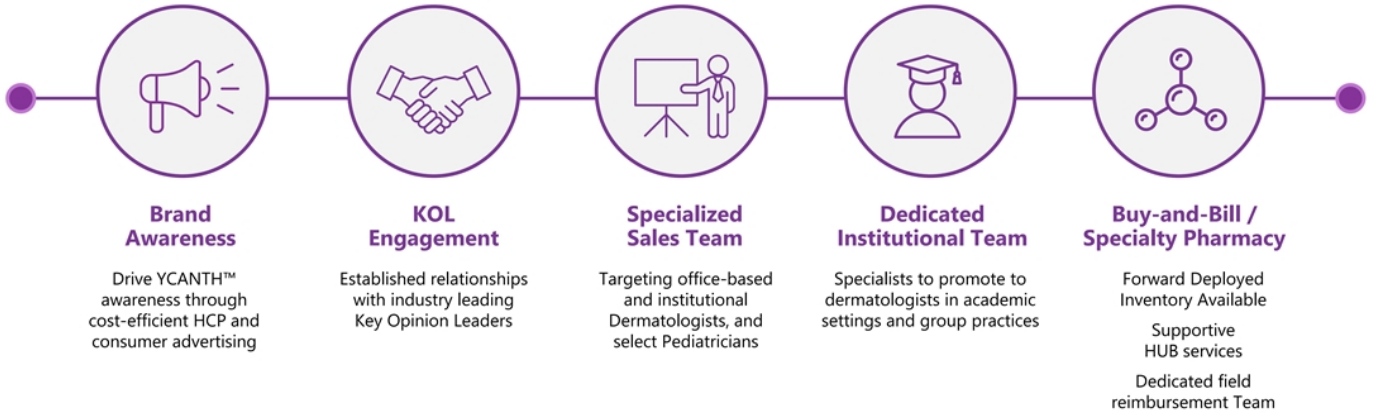 Brand
Awareness
Drive YCANTH™
awareness through
cost-efficient HCP and
consumer advertising
KOL
Engagement
Established relationships
with industry leading
Key Opinion Leaders
Specialized
Sales Team
Targeting office-based
and institutional
Dermatologists, and
select Pediatricians
Dedicated
Institutional Team
Specialists to promote to
dermatologists in academic
settings and group practices
Buy-and-Bill /
Specialty Pharmacy
Forward Deployed
Inventory Available
Supportive
HUB services
Dedicated field
reimbursement Team